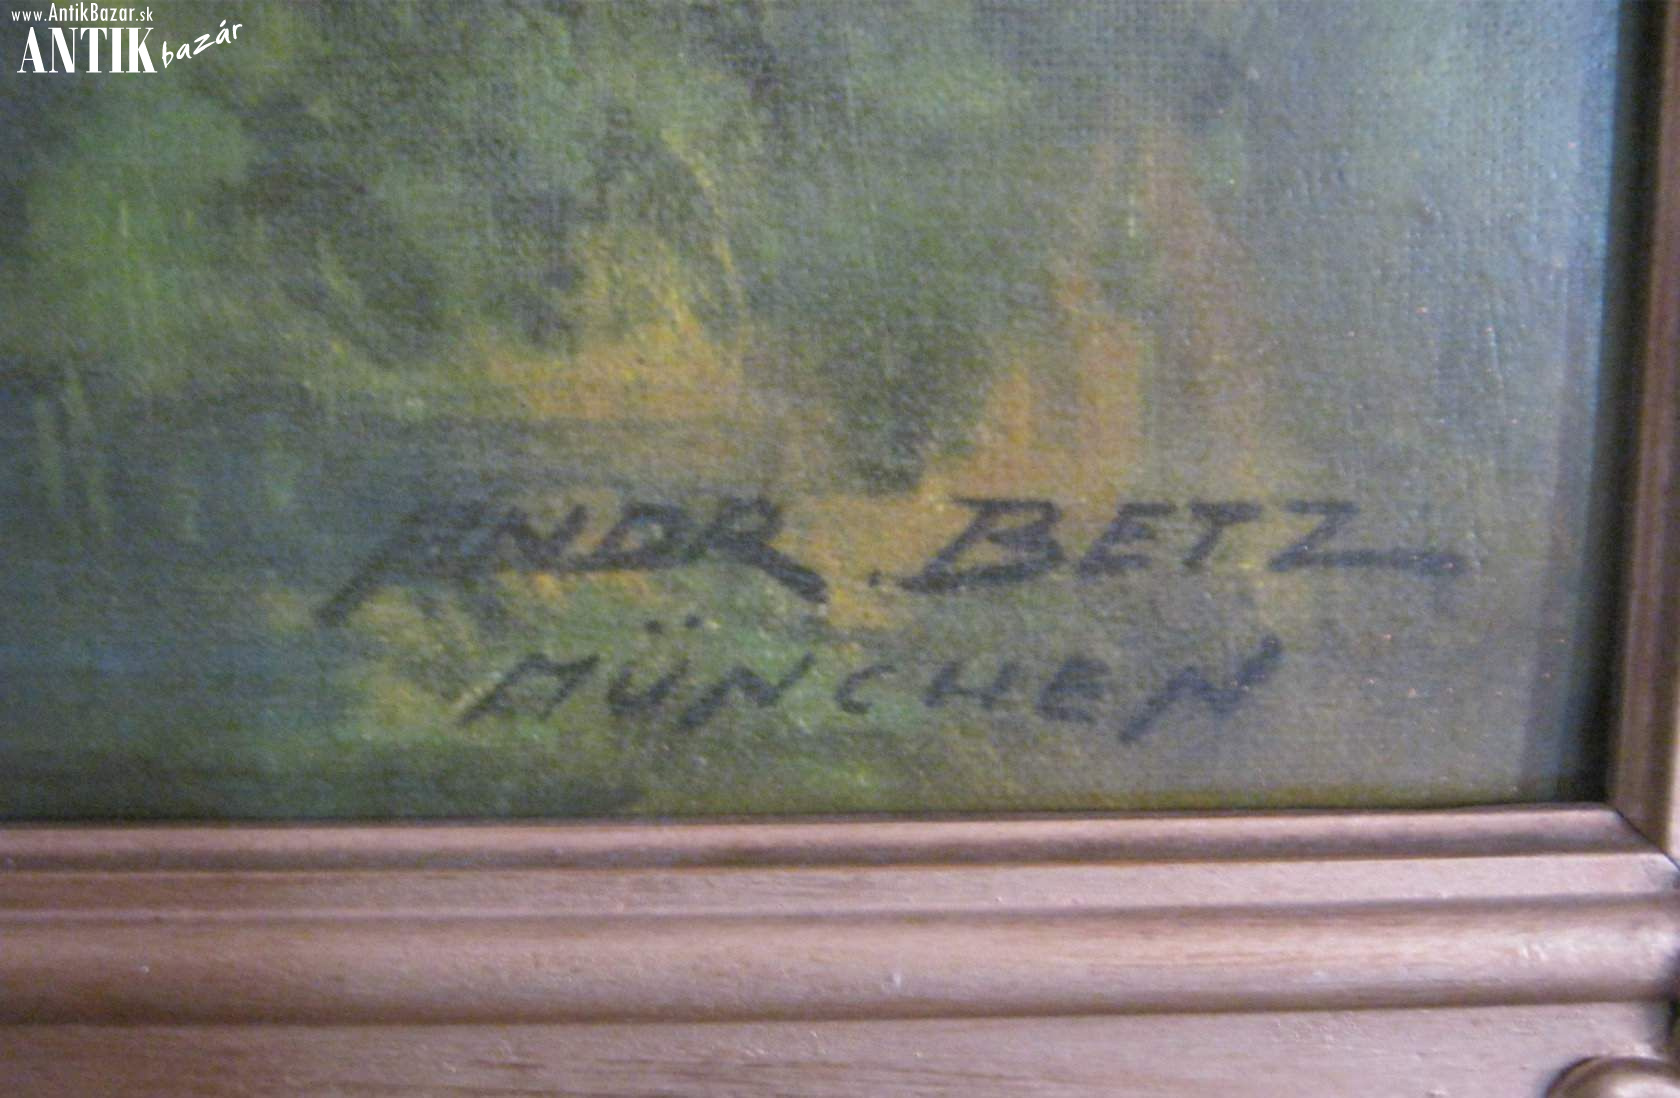 www.AntikBazar.sk
ANTIK bazár
ANDR. BETZ
MÜNCHEN